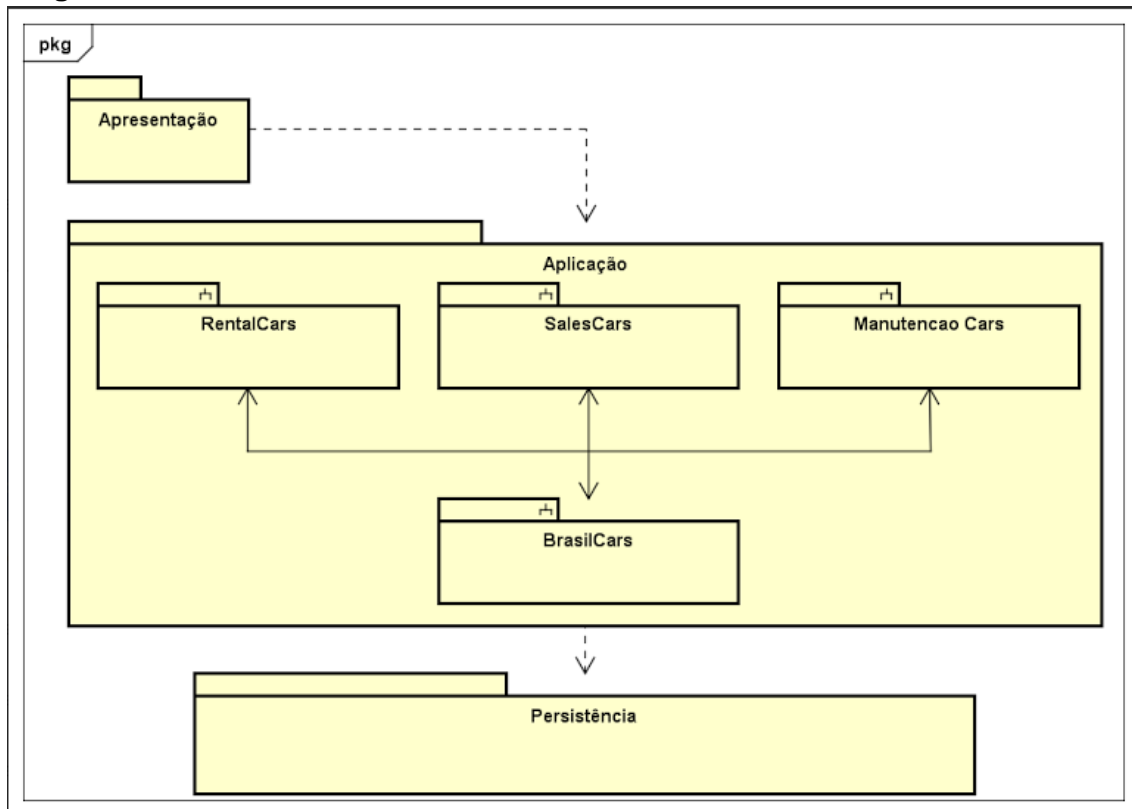 pkg
Apresentação
Aplicação
RentalCars
SalesCars
Manutencao Cars
BrasilCars
Persistência